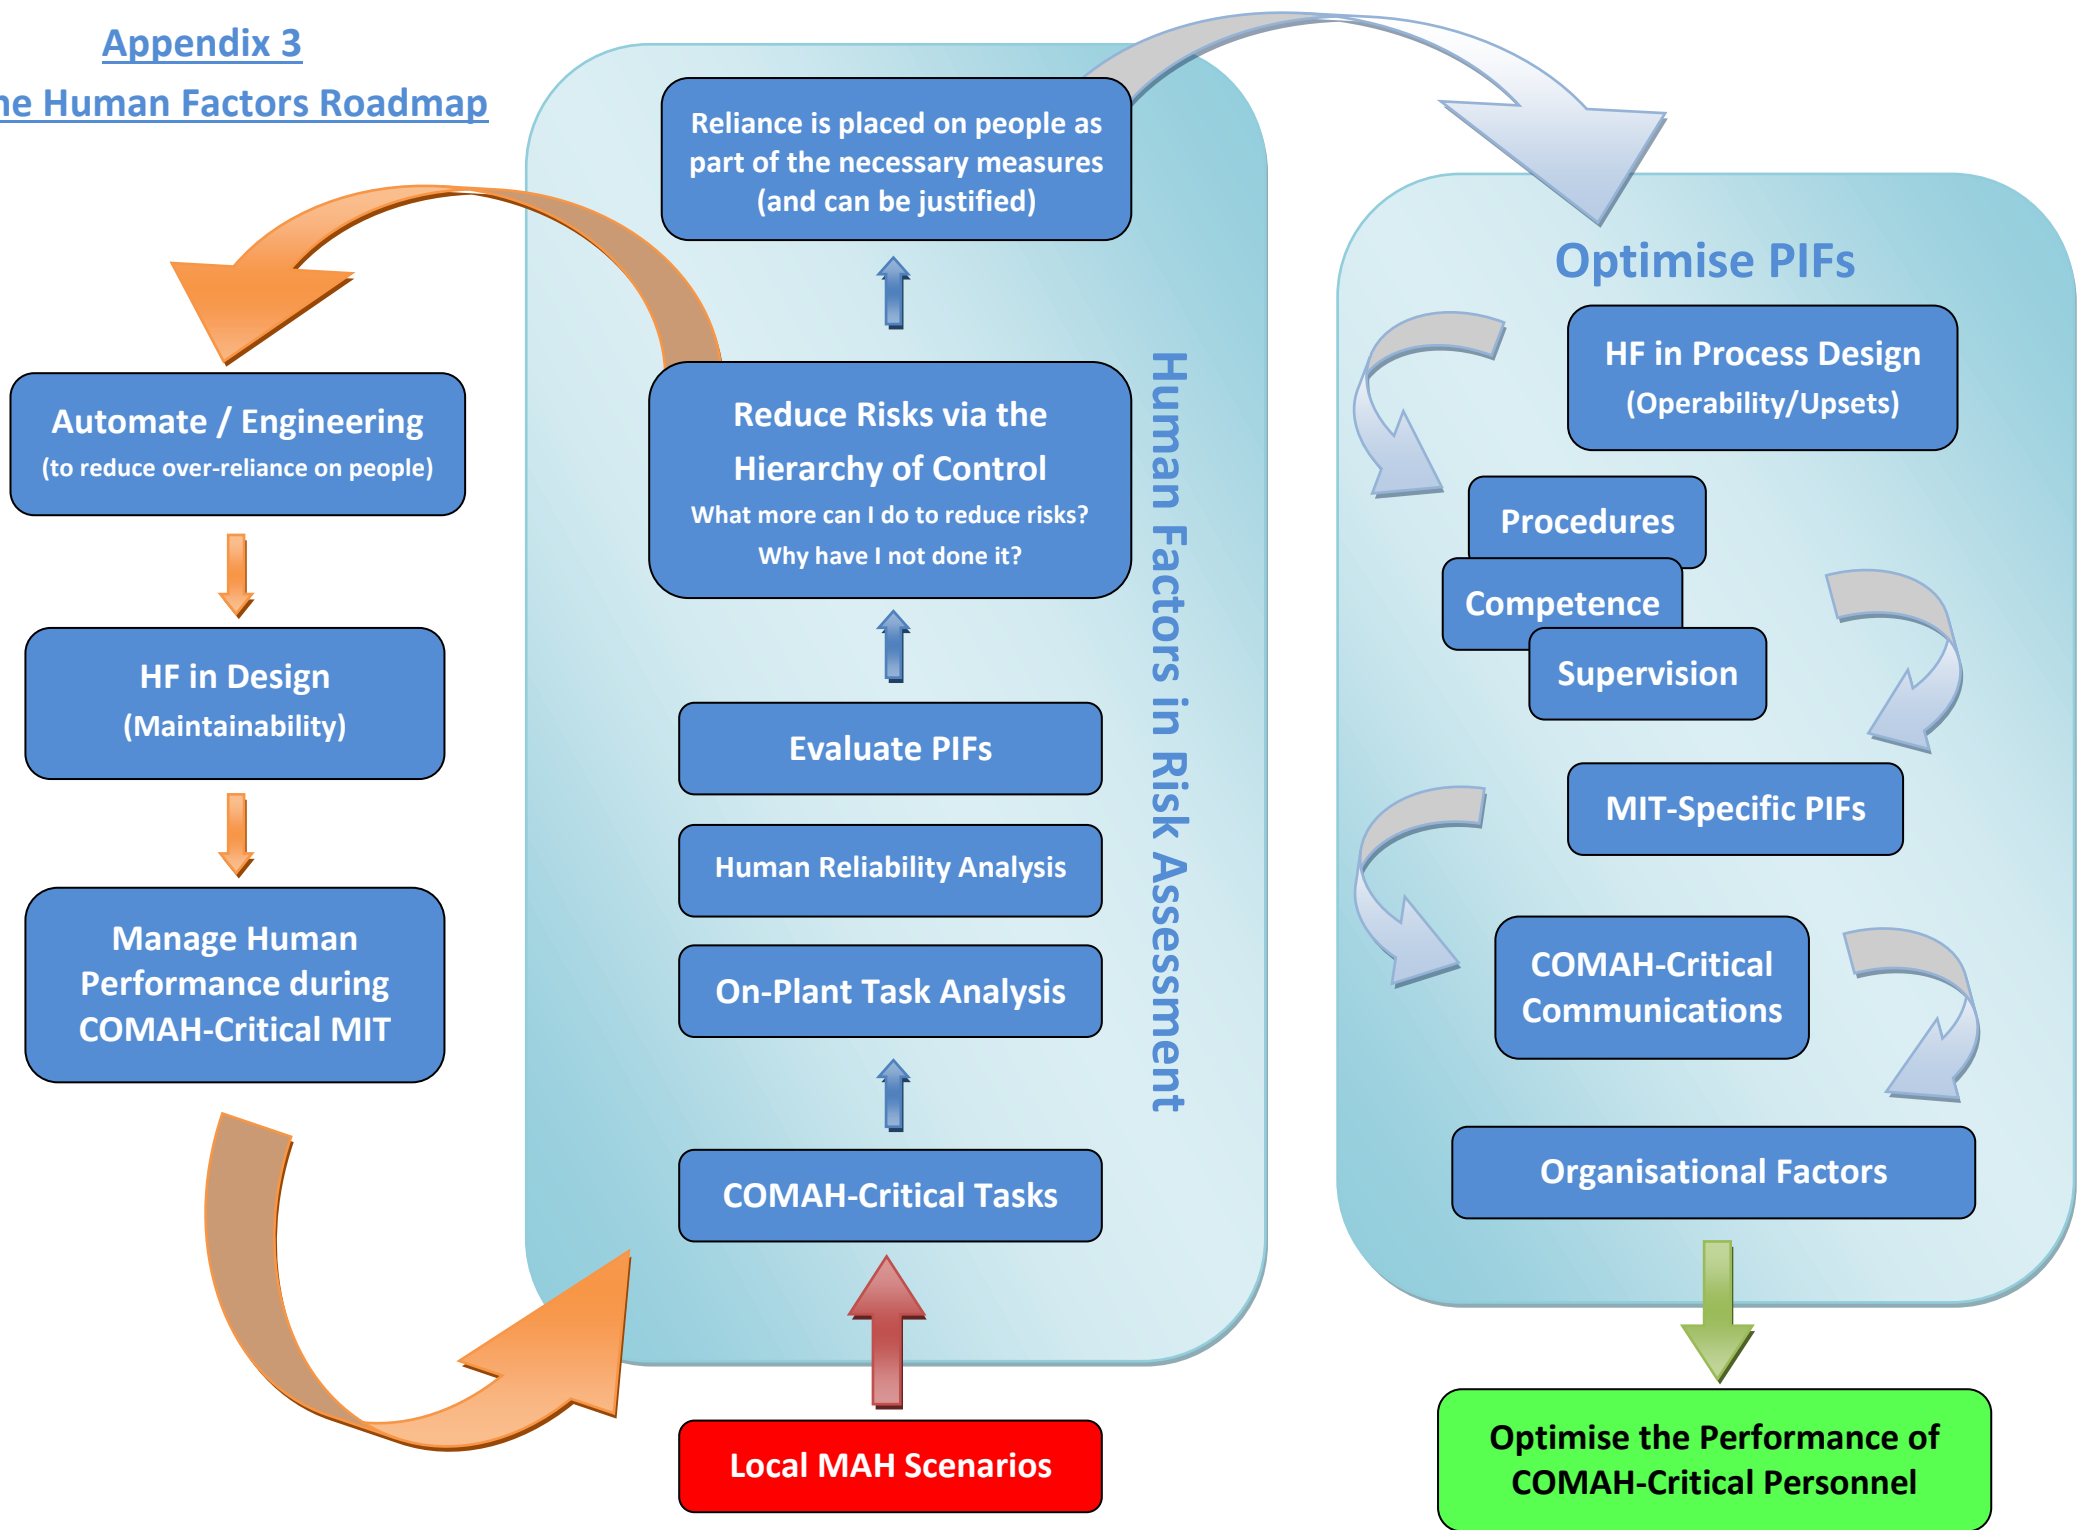 Appendix 3
he Human Factors Roadmap
Reliance is placed on people as
part of the necessary measures
(and can be justified)
Reduce Risks via the
Hierarchy of Control
What more can I do to reduce risks?
Why have I not done it?
Evaluate PIFs
Human Reliability Analysis
On-Plant Task Analysis
COMAH-Critical Tasks
Local MAH Scenarios
Human Factors in Risk Assessment
Automate / Engineering
(to reduce over-reliance on people)
HF in Design
(Maintainability)
Manage Human
Performance during
COMAH-Critical MIT
Optimise PIFs
HF in Process Design
(Operability/Upsets)
Procedures
Competence
Supervision
MIT-Specific PIFs
COMAH-Critical
Communications
Organisational Factors
Optimise the Performance of
COMAH-Critical Personnel